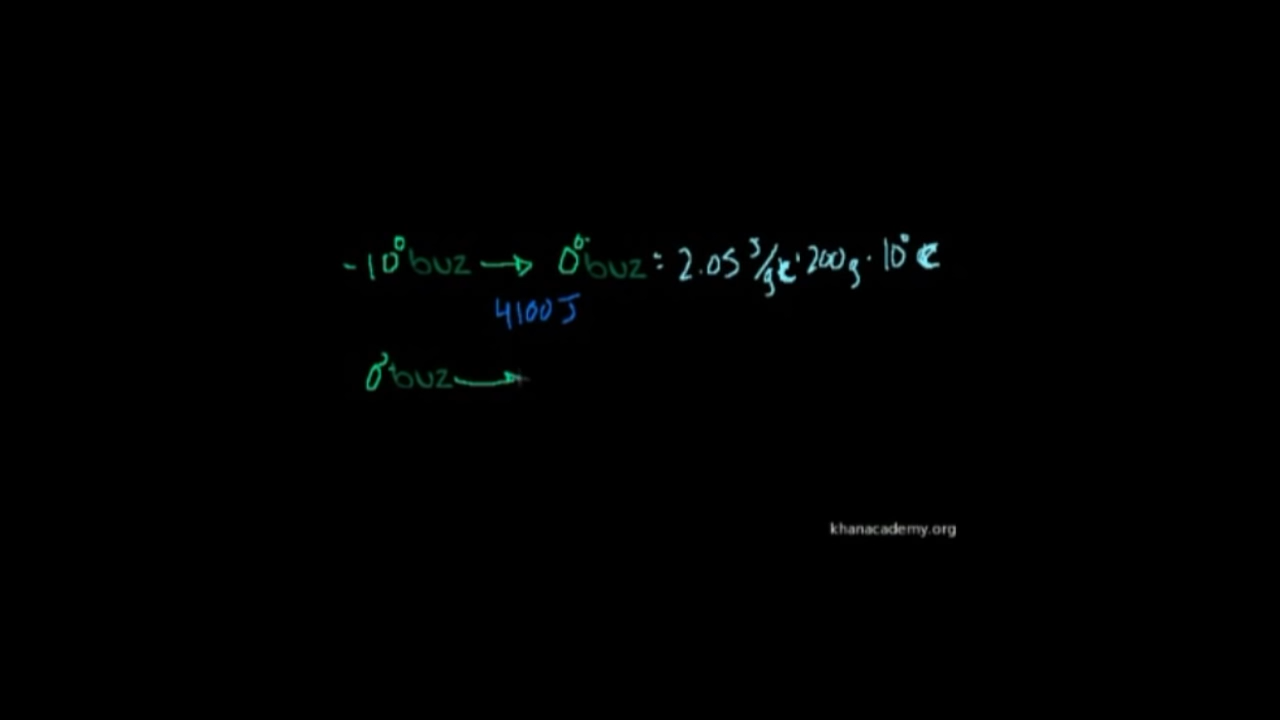 -10° buz → 0° buz = 2.05 J/g c · 200g · 10° c
4100 J
0° buz →
khanacademy.org